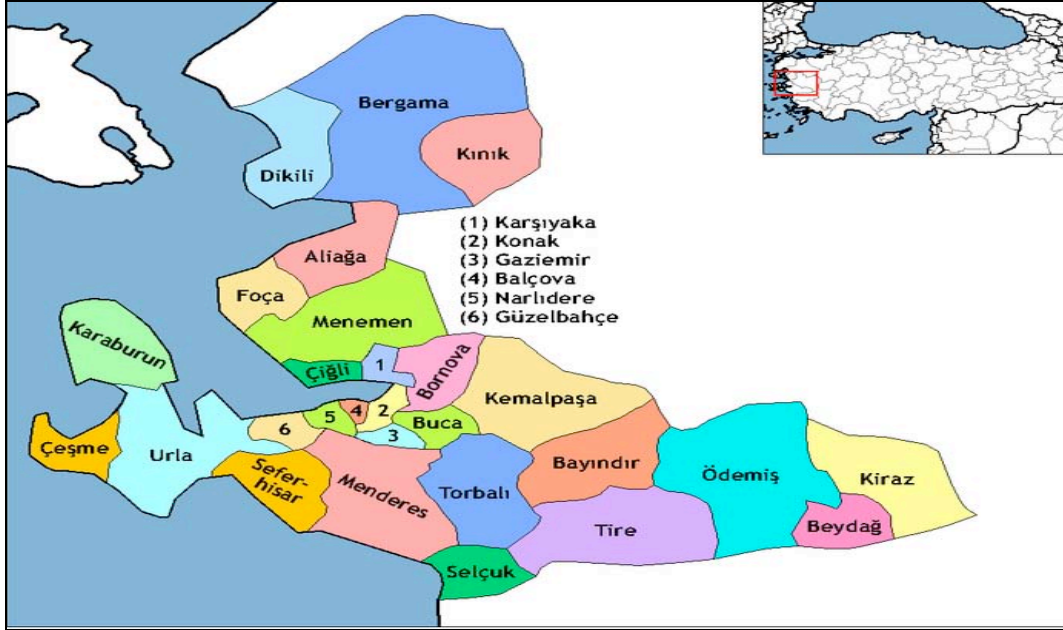 Bergama
Kınık
Dikili
(1) Karşıyaka
(2) Konak
(3) Gaziemir
(4) Balçova
(5) Narlıdere
(6) Güzelbahçe
Aliağa
Foça
Menemen
Karaburun
Çiğli
1
Bornova
Kemalpaşa
2
4
5
6
3
Buca
Çeşme
Urla
Sefer-
hisar
Menderes
Torbalı
Bayındır
Ödemiş
Kiraz
Beydağ
Tire
Selçuk